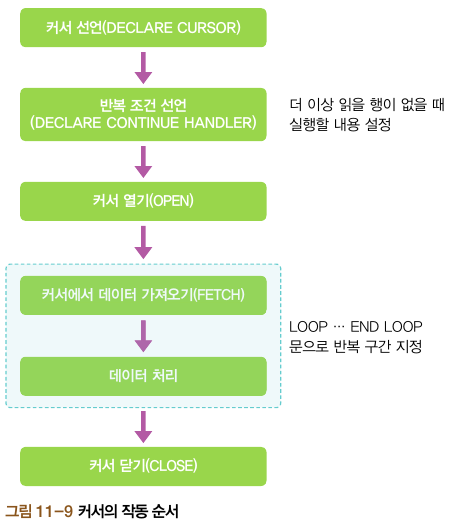 커서 선언(DECLARE CURSOR)
반복 조건 선언
(DECLARE CONTINUE HANDLER)
더 이상 읽을 행이 없을 때
실행할 내용 설정
커서 열기(OPEN)
커서에서 데이터 가져오기(FETCH)
LOOP … END LOOP
문으로 반복 구간 지정
데이터 처리
커서 닫기(CLOSE)
그림 11-9 커서의 작동 순서